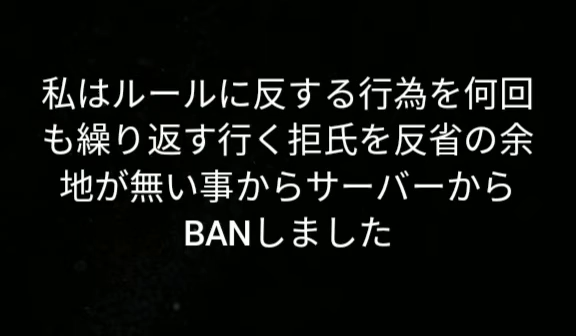 私はルールに反する行為を何回
も繰り返す行く拒氏を反省の余
地が無い事からサーバーから
BANしました